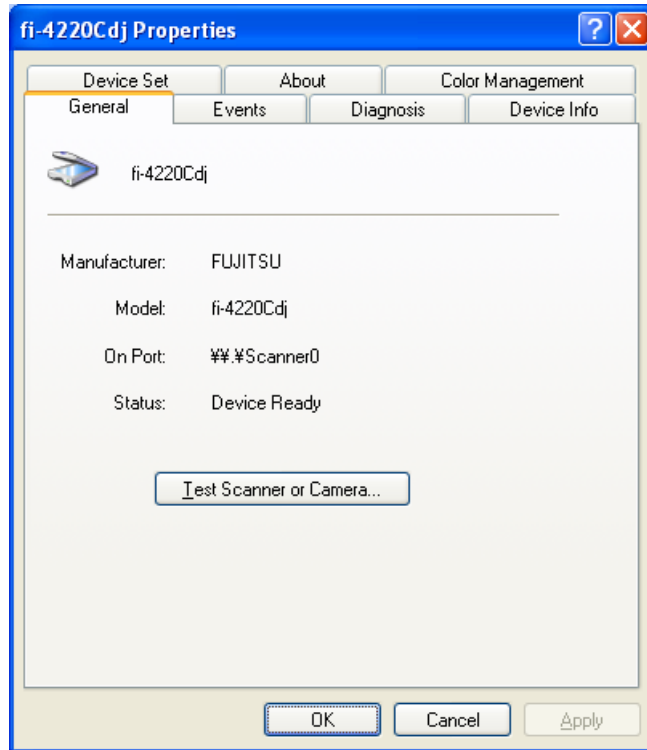 fi-4220Cdj Properties
Device Set About Color Management
General Events Diagnosis Device Info
fi-4220Cdj
Manufacturer: FUJITSU
Model: fi-4220Cdj
On Port: ¥¥.¥Scanner0
Status: Device Ready
Test Scanner or Camera...
OK Cancel Apply